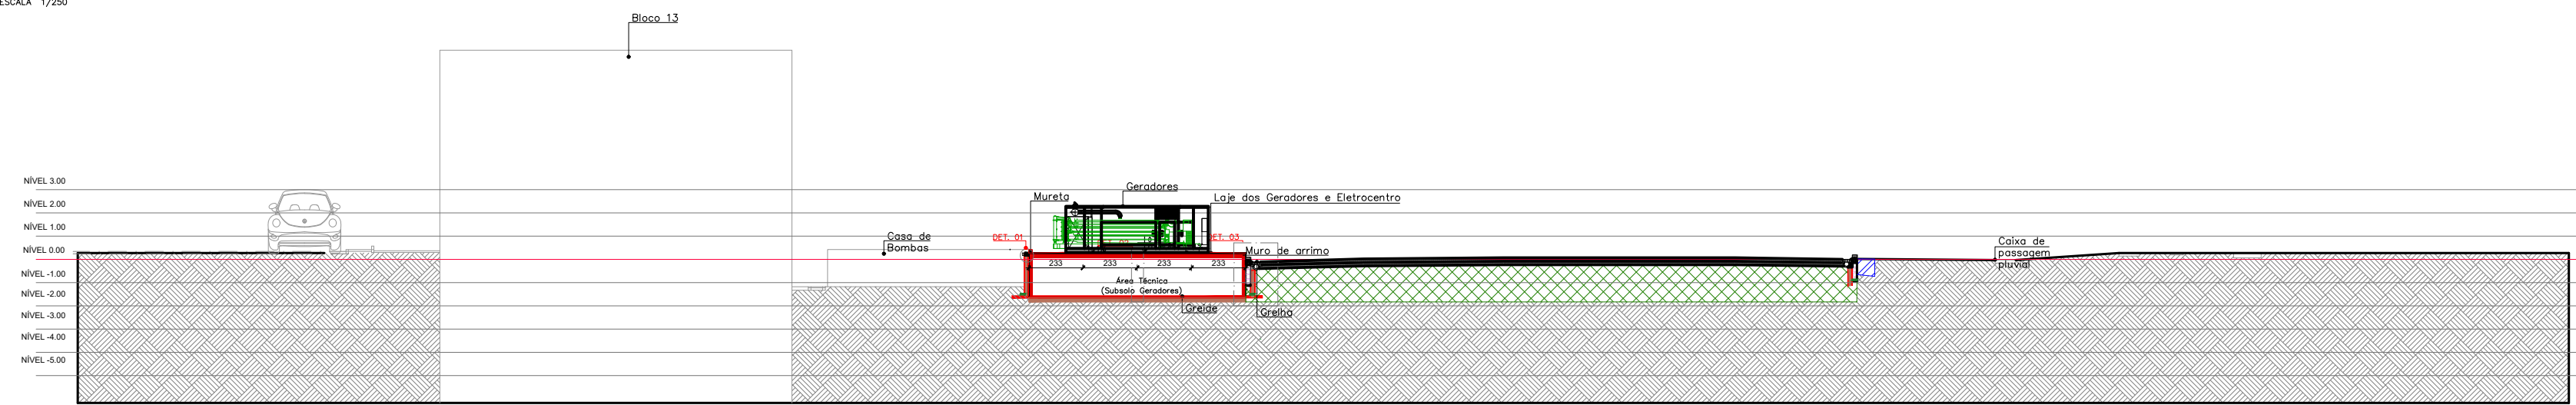 ESCALA 1/250
Bloco 13
NÍVEL 3.00
NÍVEL 2.00
NÍVEL 1.00
NÍVEL 0.00
NÍVEL -1.00
NÍVEL -2.00
NÍVEL -3.00
NÍVEL -4.00
NÍVEL -5.00
Casa de
Bombas
Mureta
Geradores
Laje dos Geradores e Eletrocentro
DET. 01
DET. 03
Muro de arrimo
233 233 233 233
Área Técnica
(Subsolo Geradores)
Greide
Grelha
Caixa de
passagem
pluvial